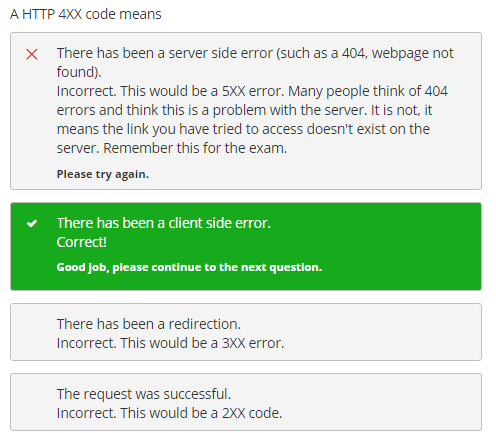 A HTTP 4XX code means
There has been a server side error (such as a 404, webpage not
found).
Incorrect. This would be a 5XX error. Many people think of 404
errors and think this is a problem with the server. It is not, it
means the link you have tried to access doesn't exist on the
server. Remember this for the exam.
Please try again.
There has been a client side error.
Correct!
Good job, please continue to the next question.
There has been a redirection.
Incorrect. This would be a 3XX error.
The request was successful.
Incorrect. This would be a 2XX code.